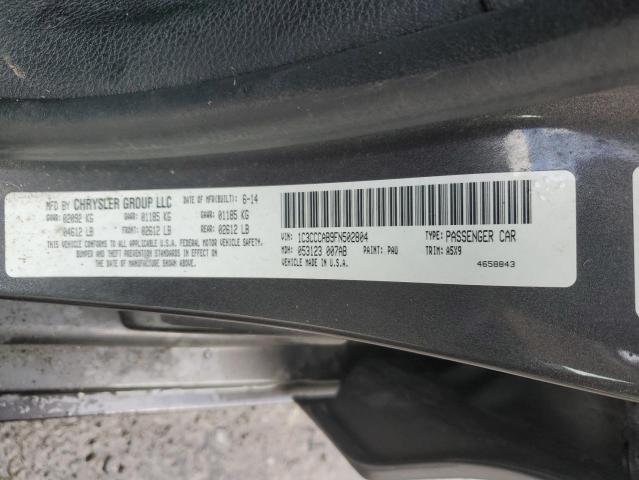 MFD BY CHRYSLER GROUP LLC DATE OF MFR(BUILT): 6-14
GVWR: 02092 KG GAWR: 01185 KG GAWR: 01185 KG
04612 LB FRONT: 02612 LB REAR: 02612 LB
THIS VEHICLE CONFORMS TO ALL APPLICABLE U.S.A. FEDERAL MOTOR VEHICLE SAFETY,
BUMPER AND THEFT PREVENTION STANDARDS IN EFFECT ON
THE DATE OF MANUFACTURE SHOWN ABOVE.
VIN: 1C3CCCAB9FN502804 TYPE: PASSENGER CAR
MDH: 053123 007AB PAINT: PAU TRIM: A5X9
VEHICLE MADE IN U.S.A. 4658843